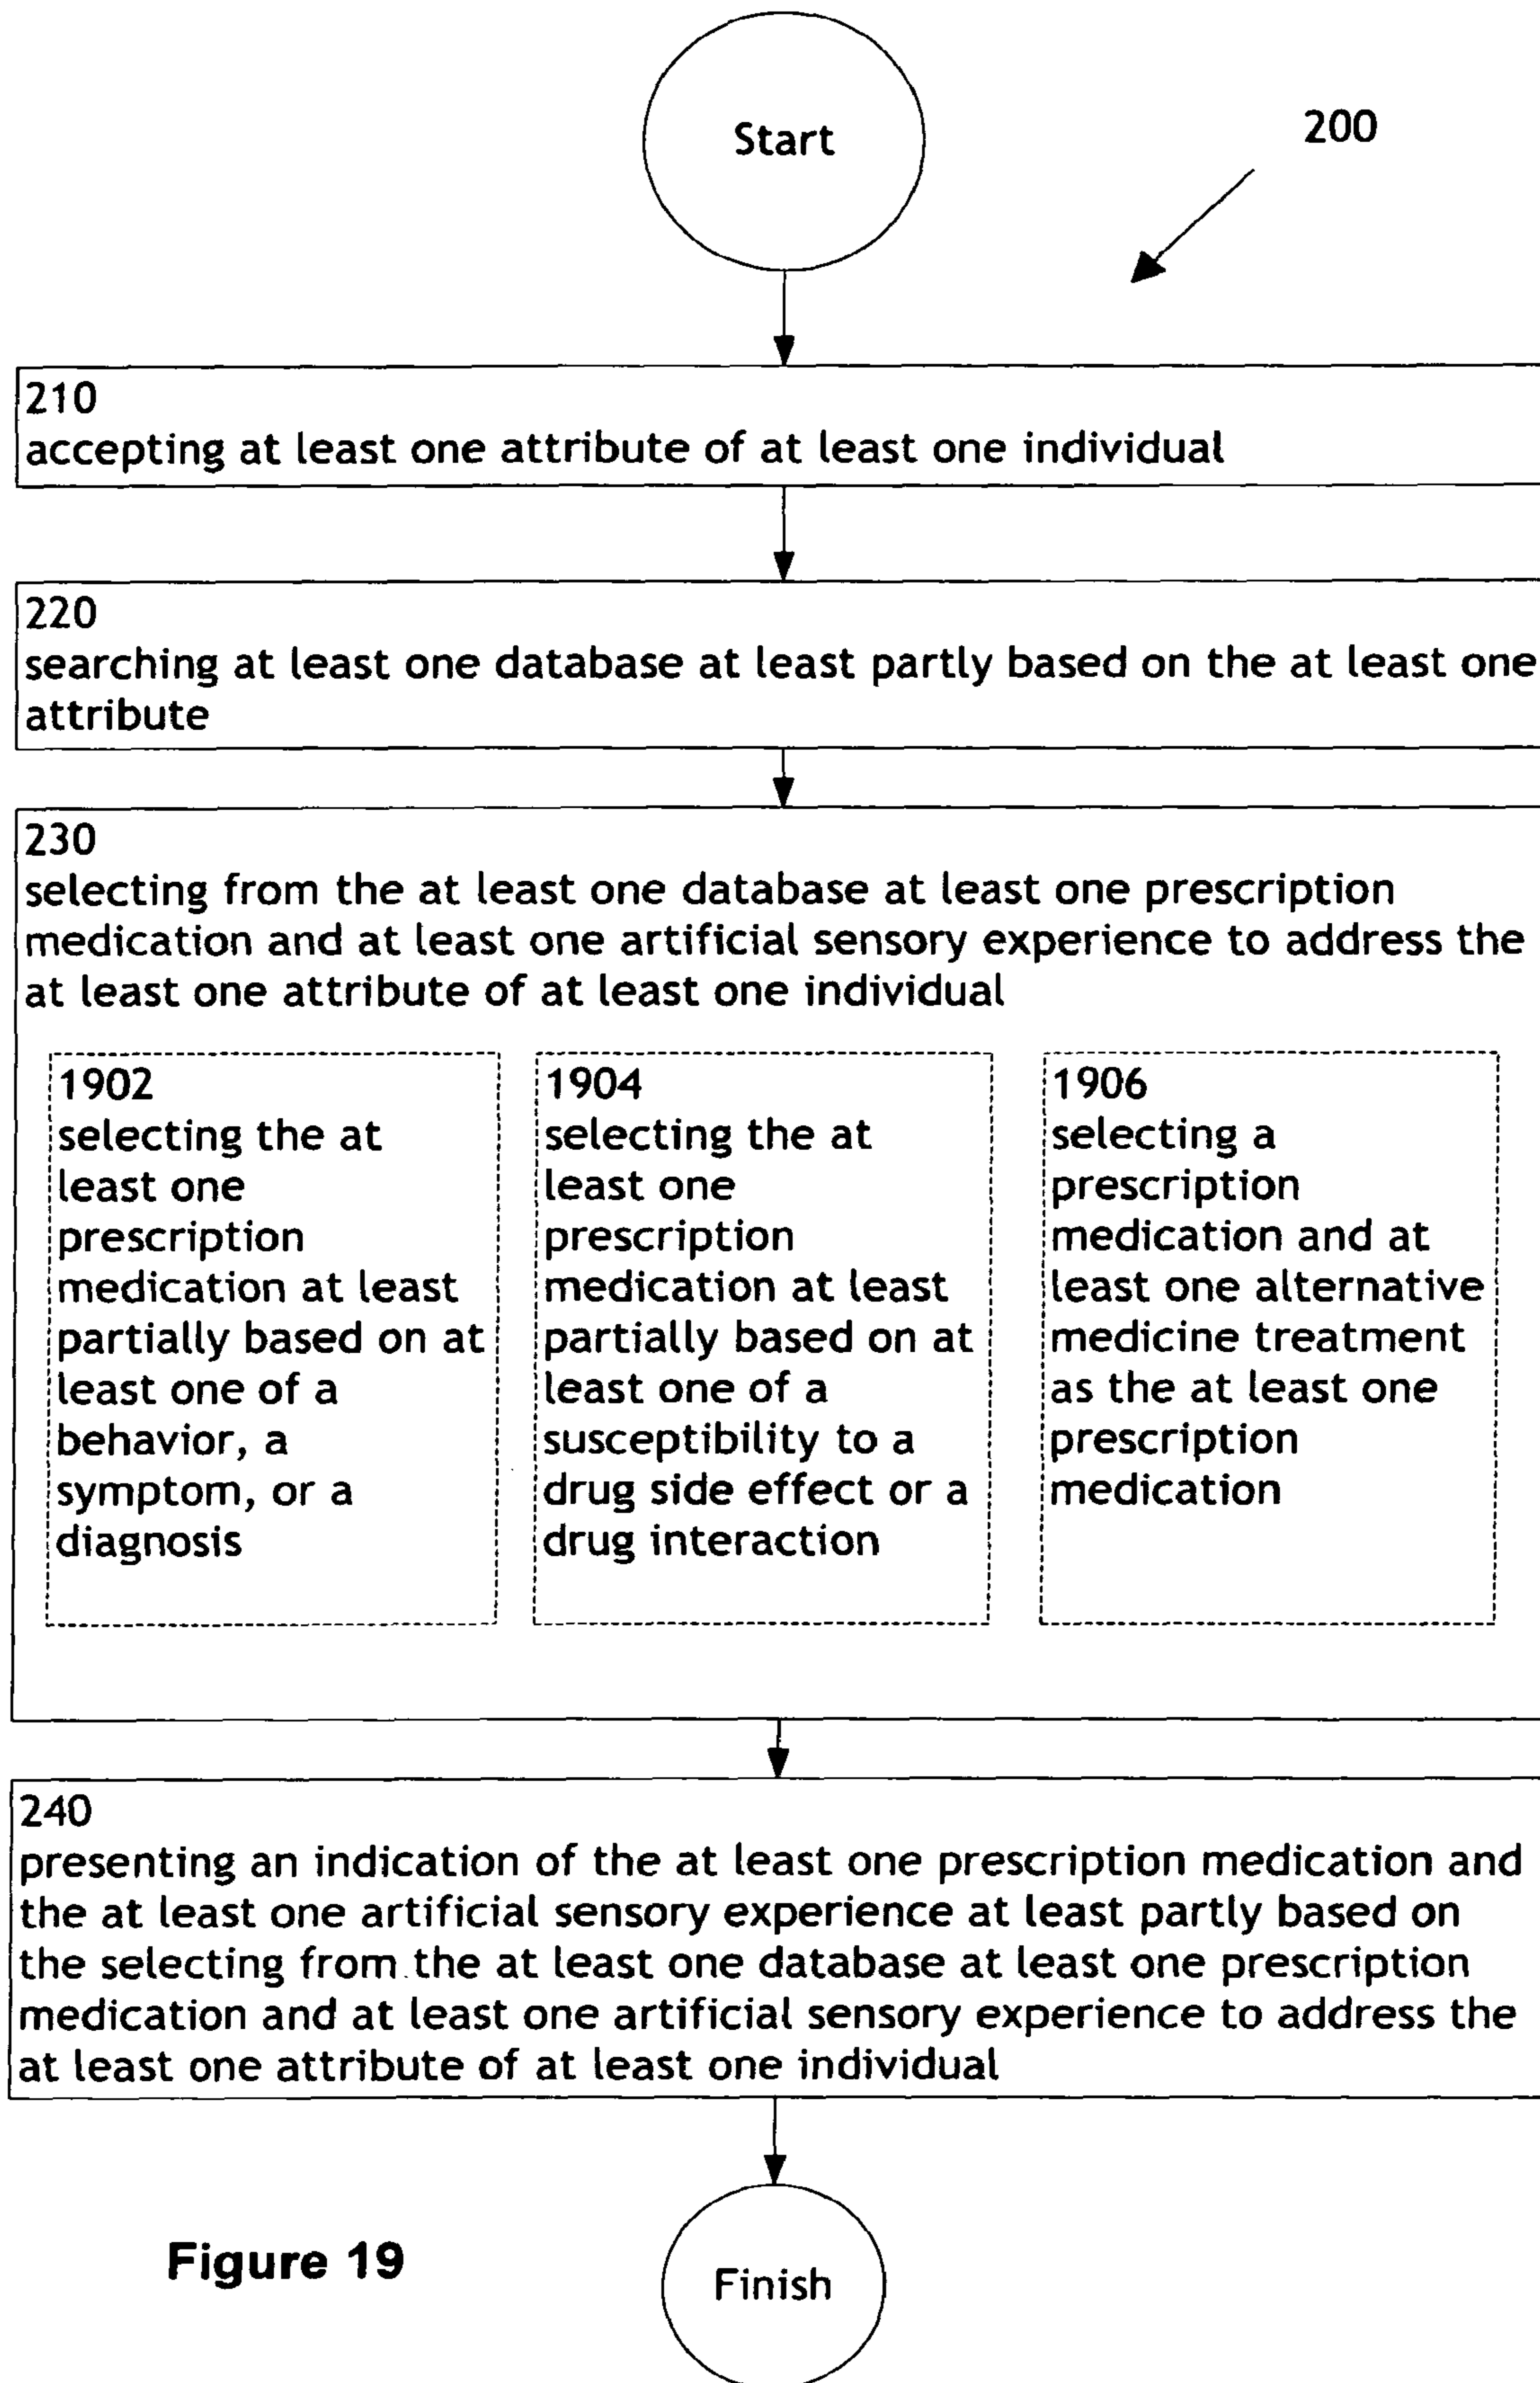 Start
200
210
accepting at least one attribute of at least one individual
220
searching at least one database at least partly based on the at least one
attribute
230
selecting from the at least one database at least one prescription
medication and at least one artificial sensory experience to address the
at least one attribute of at least one individual
1902
selecting the at
least one
prescription
medication at least
partially based on at
least one of a
behavior, a
symptom, or a
diagnosis
1904
selecting the at
least one
prescription
medication at least
partially based on at
least one of a
susceptibility to a
drug side effect or a
drug interaction
1906
selecting a
prescription
medication and at
least one alternative
medicine treatment
as the at least one
prescription
medication
240
presenting an indication of the at least one prescription medication and
the at least one artificial sensory experience at least partly based on
the selecting from the at least one database at least one prescription
medication and at least one artificial sensory experience to address the
at least one attribute of at least one individual
Figure 19
Finish